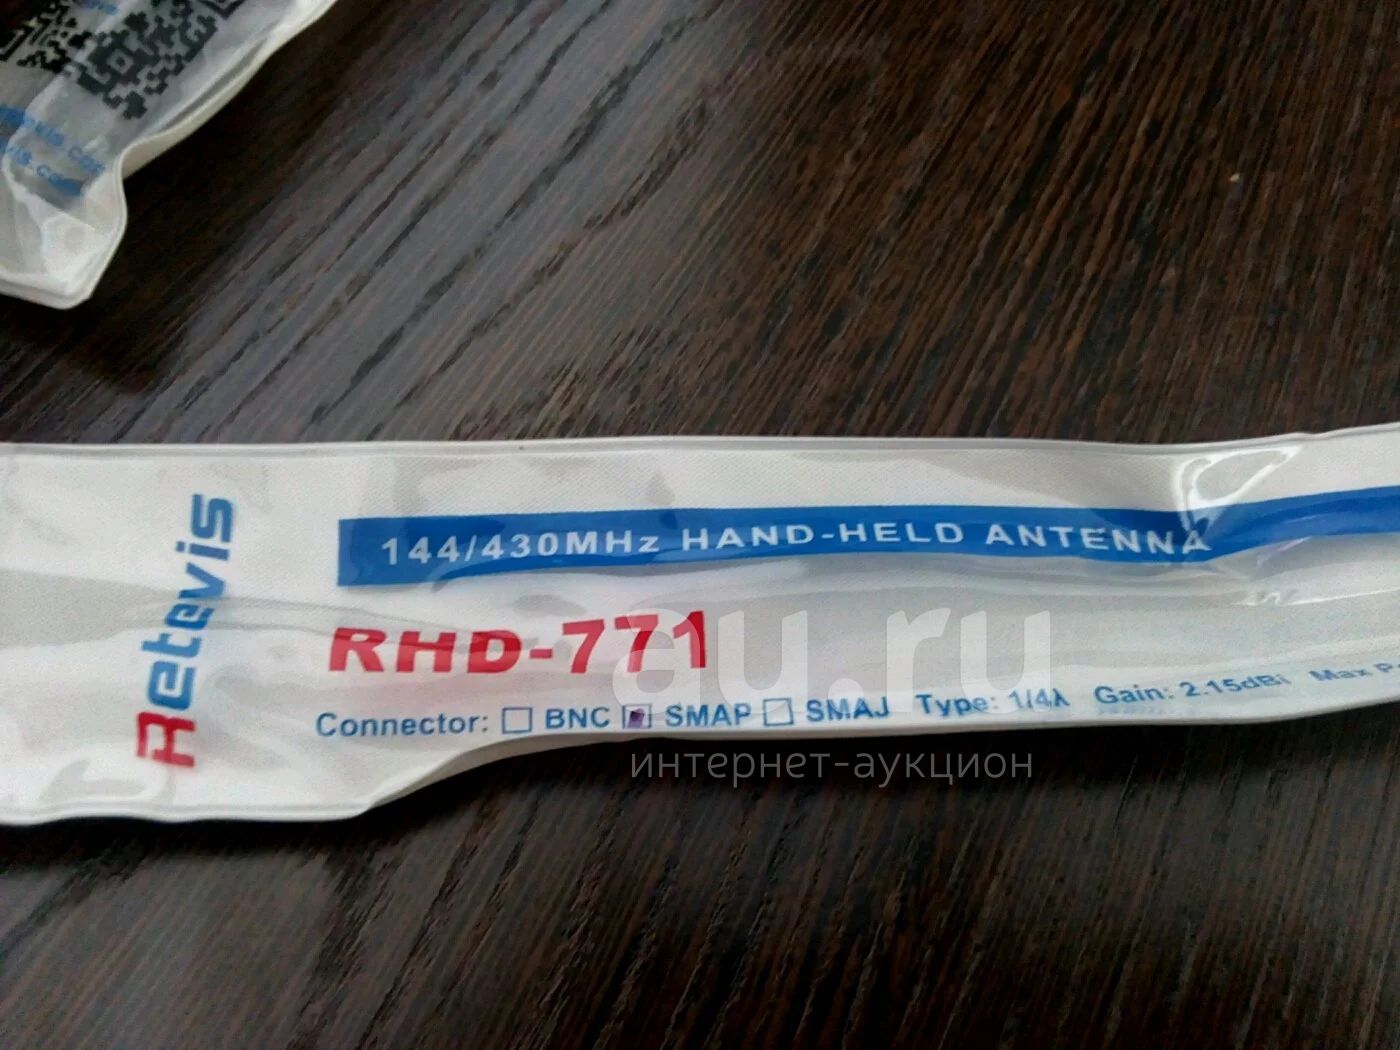 Retevis
144/430MHz HAND-HELD ANTENNA
RHD-771
Connector: BNC SMAP SMAJ Type: 1/4λ Gain: 2.15dBi Max
au.ru
интернет-аукцион